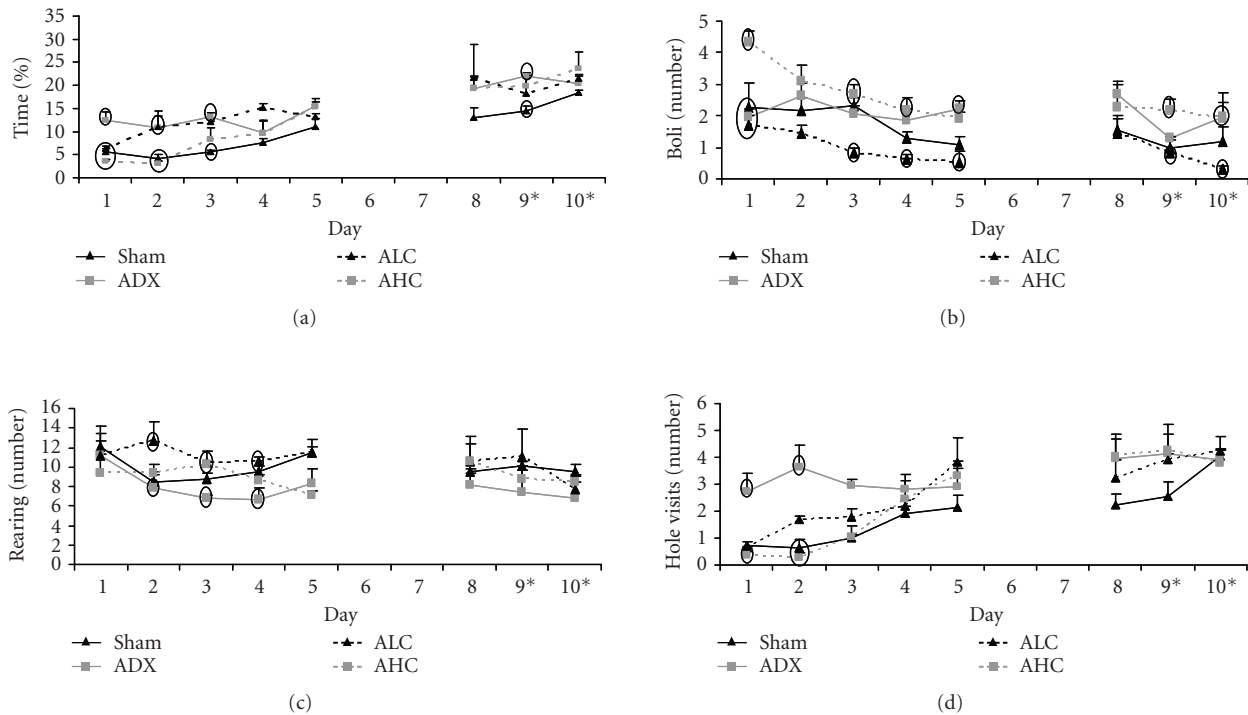 35
30
25
20
15
10
5
0
Time (%)
1 2 3 4 5 6 7 8 9* 10*
Day
Sham ALC
ADX AHC
(a)
5
4
3
2
1
0
Boli (number)
1 2 3 4 5 6 7 8 9* 10*
Day
Sham ALC
ADX AHC
(b)
16
14
12
10
8
6
4
2
0
Rearing (number)
1 2 3 4 5 6 7 8 9* 10*
Day
Sham ALC
ADX AHC
(c)
6
5
4
3
2
1
0
Hole visits (number)
1 2 3 4 5 6 7 8 9* 10*
Day
Sham ALC
ADX AHC
(d)